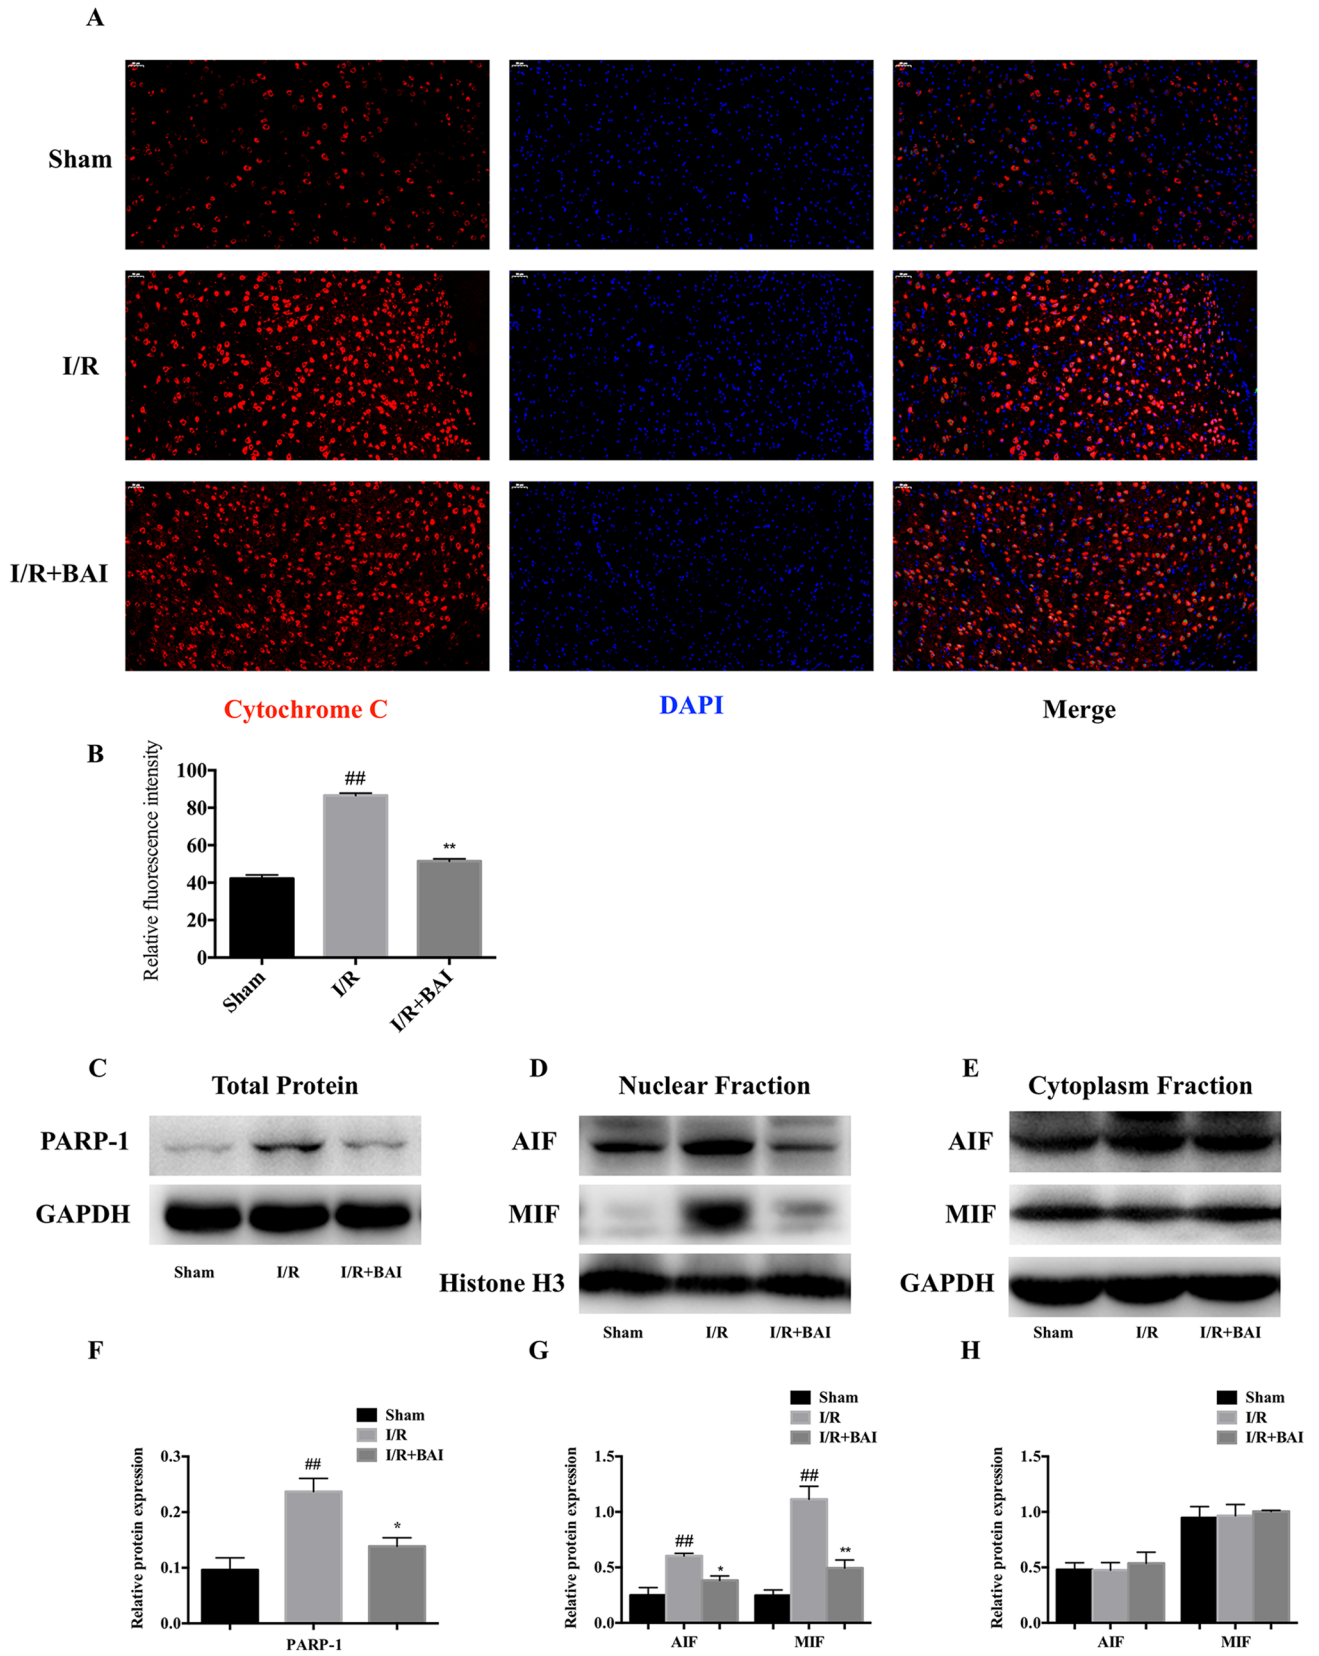 A
Sham
I/R
I/R+BAI
Cytochrome C
DAPI
Merge
B
Relative fluorescence intensity
100
80
60
40
20
0
##
**
Sham
I/R
I/R+BAI
C
Total Protein
PARP-1
GAPDH
Sham I/R I/R+BAI
D
Nuclear Fraction
AIF
MIF
Histone H3
Sham I/R I/R+BAI
E
Cytoplasm Fraction
AIF
MIF
GAPDH
Sham I/R I/R+BAI
F
Sham
I/R
I/R+BAI
Relative protein expression
0.3
0.2
0.1
0.0
##
*
PARP-1
G
Sham
I/R
I/R+BAI
Relative protein expression
1.5
1.0
0.5
0.0
##
*
##
**
AIF MIF
H
Sham
I/R
I/R+BAI
Relative protein expression
1.5
1.0
0.5
0.0
AIF MIF